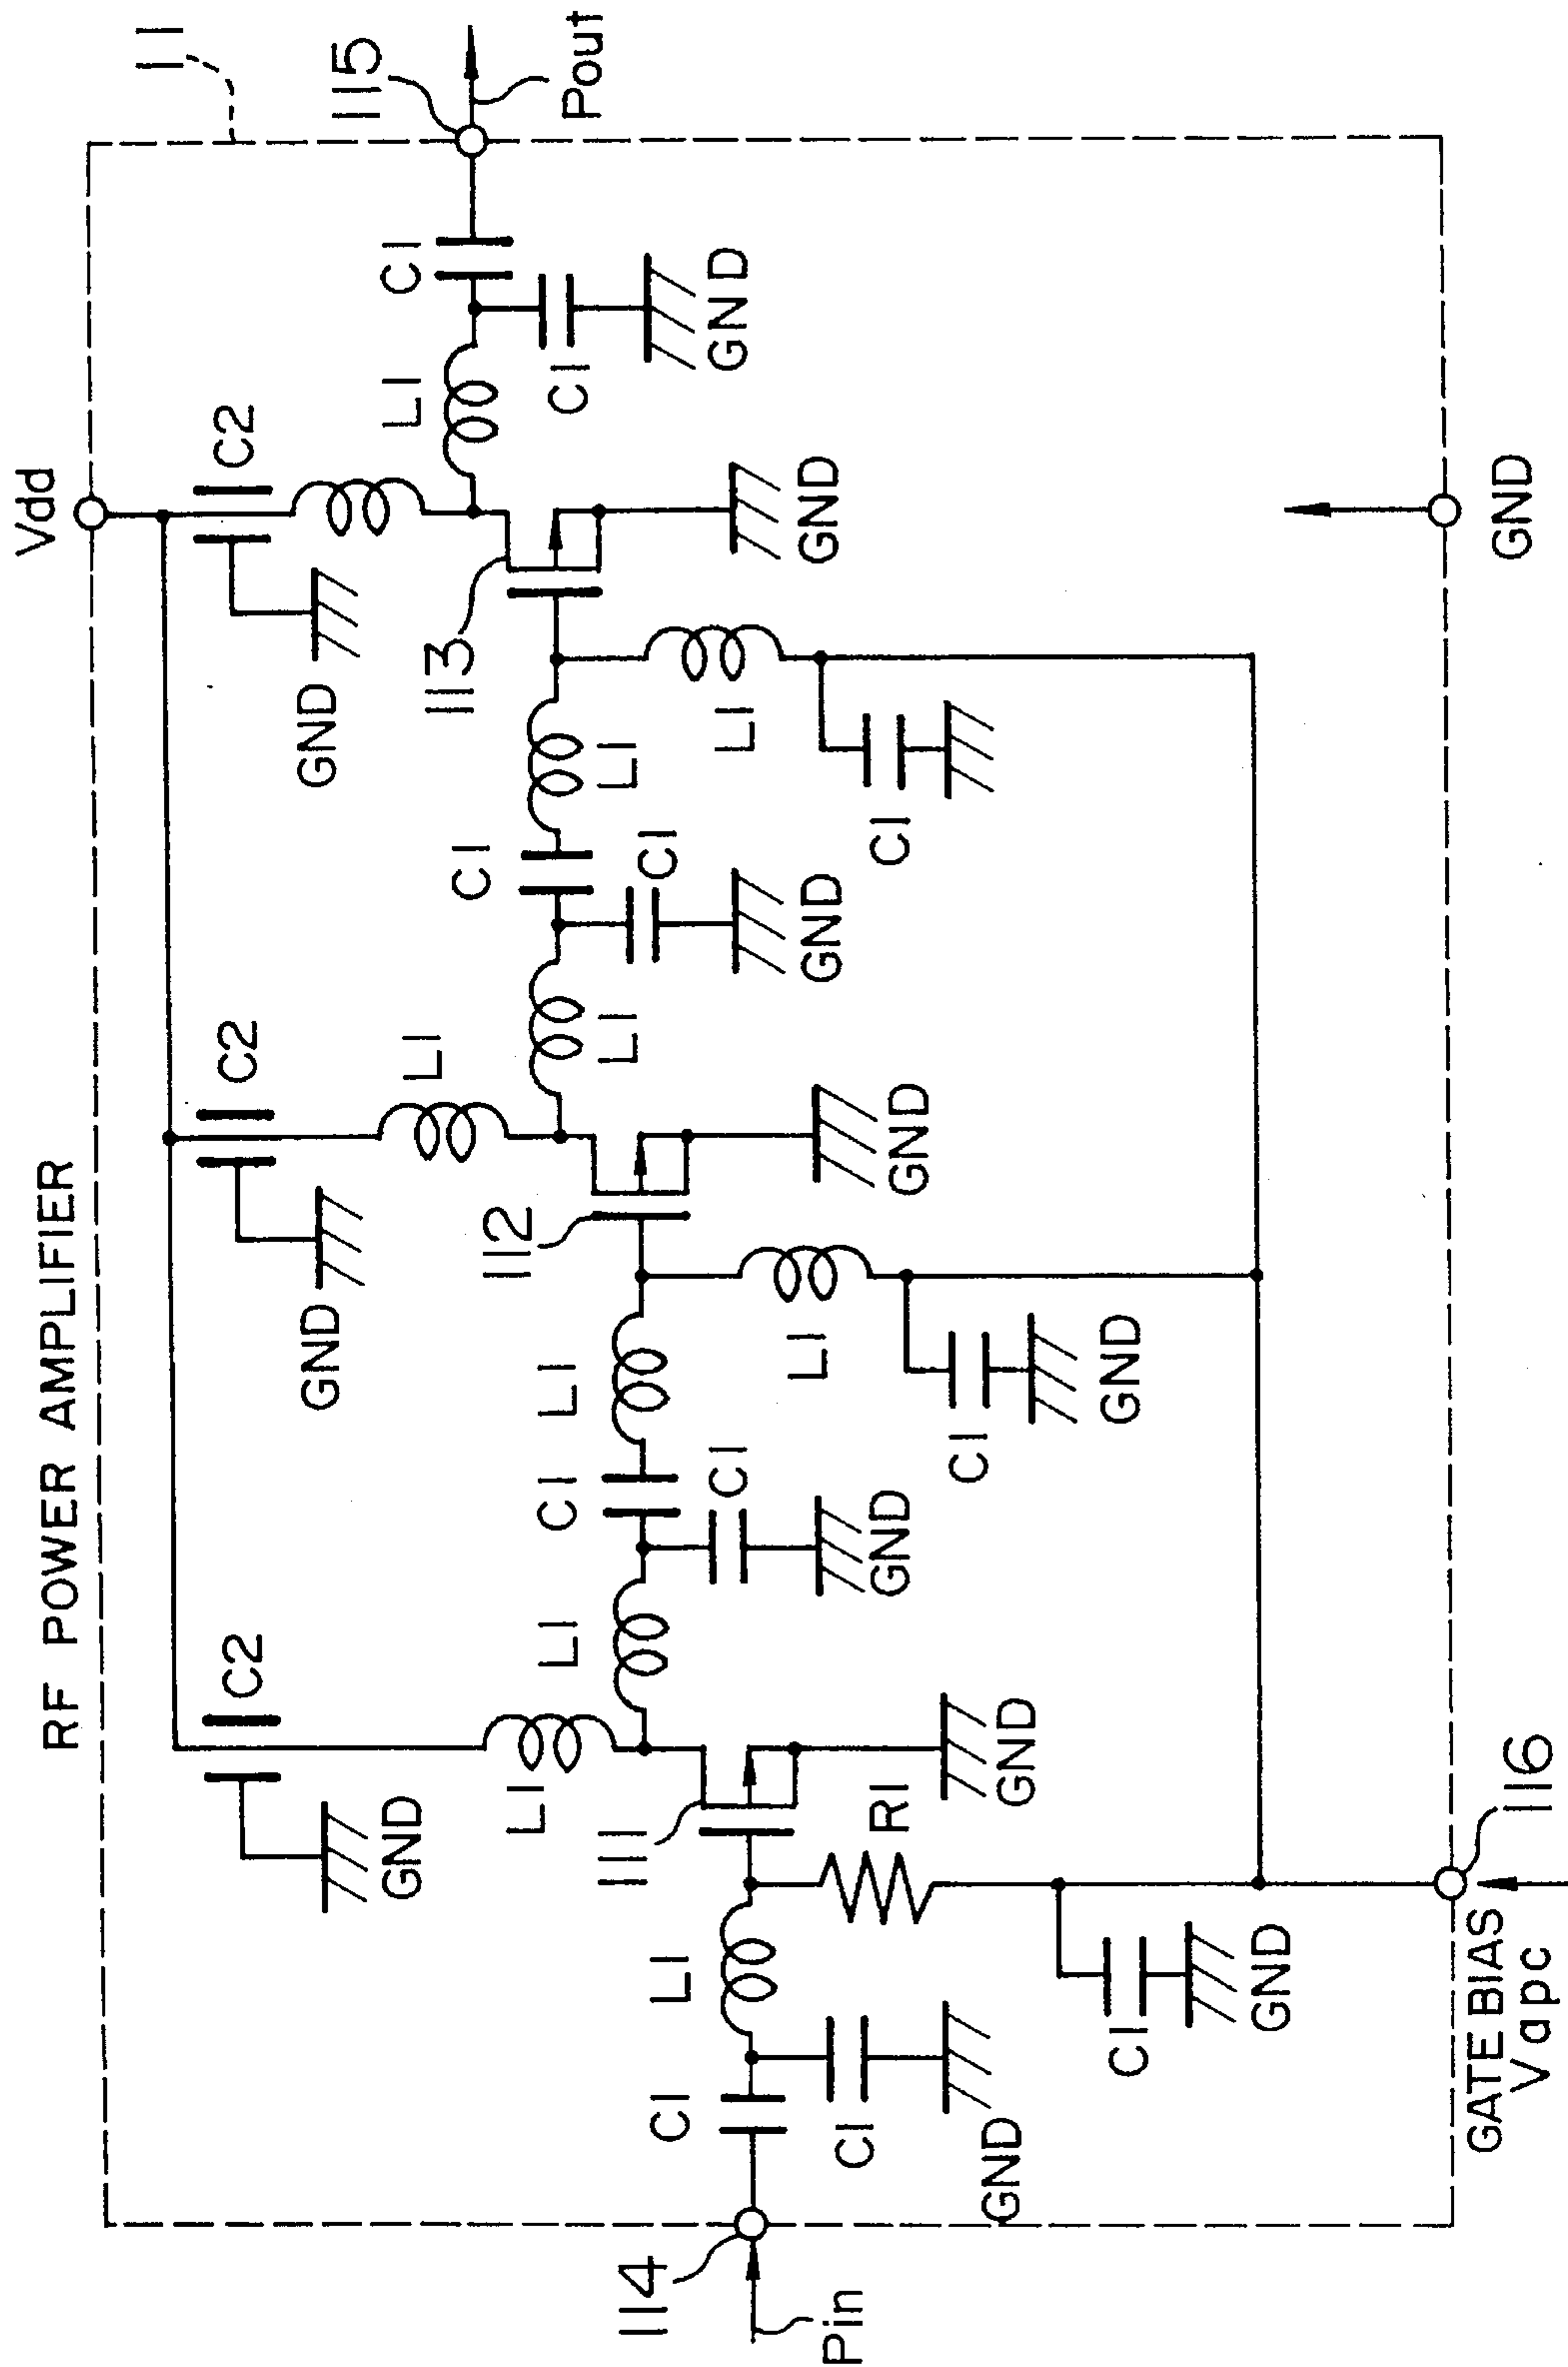 RF POWER AMPLIFIER
Vdd
11
C2
GND
C2
GND
C2
GND
L1
L1
115
Pout
C1
L1
C1
GND
113
GND
L1
C1
L1
C1
GND
L1
C1
112
GND
L1
C1
L1
C1
GND
L1
C1
GND
111
GND
R1
L1
C1
C1
GND
C1
GND
114
Pin
GATE BIAS
Vapc
116
GND